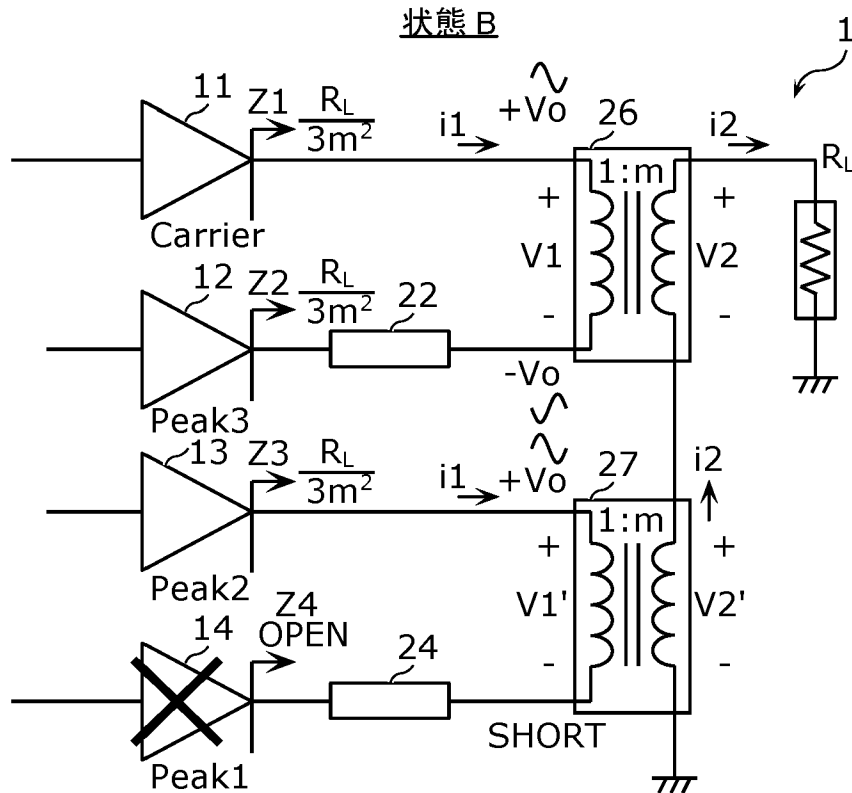 状態 B
1
11
Z1
R_L
3m²
i1
+Vo
26
i2
R_L
1:m
+
V1
-
+
V2
-
Carrier
12
Z2
R_L
3m²
22
-Vo
Peak3
13
Z3
R_L
3m²
i1
+Vo
27
i2
1:m
+
V1'
-
+
V2'
-
Peak2
14
Z4
OPEN
24
SHORT
Peak1